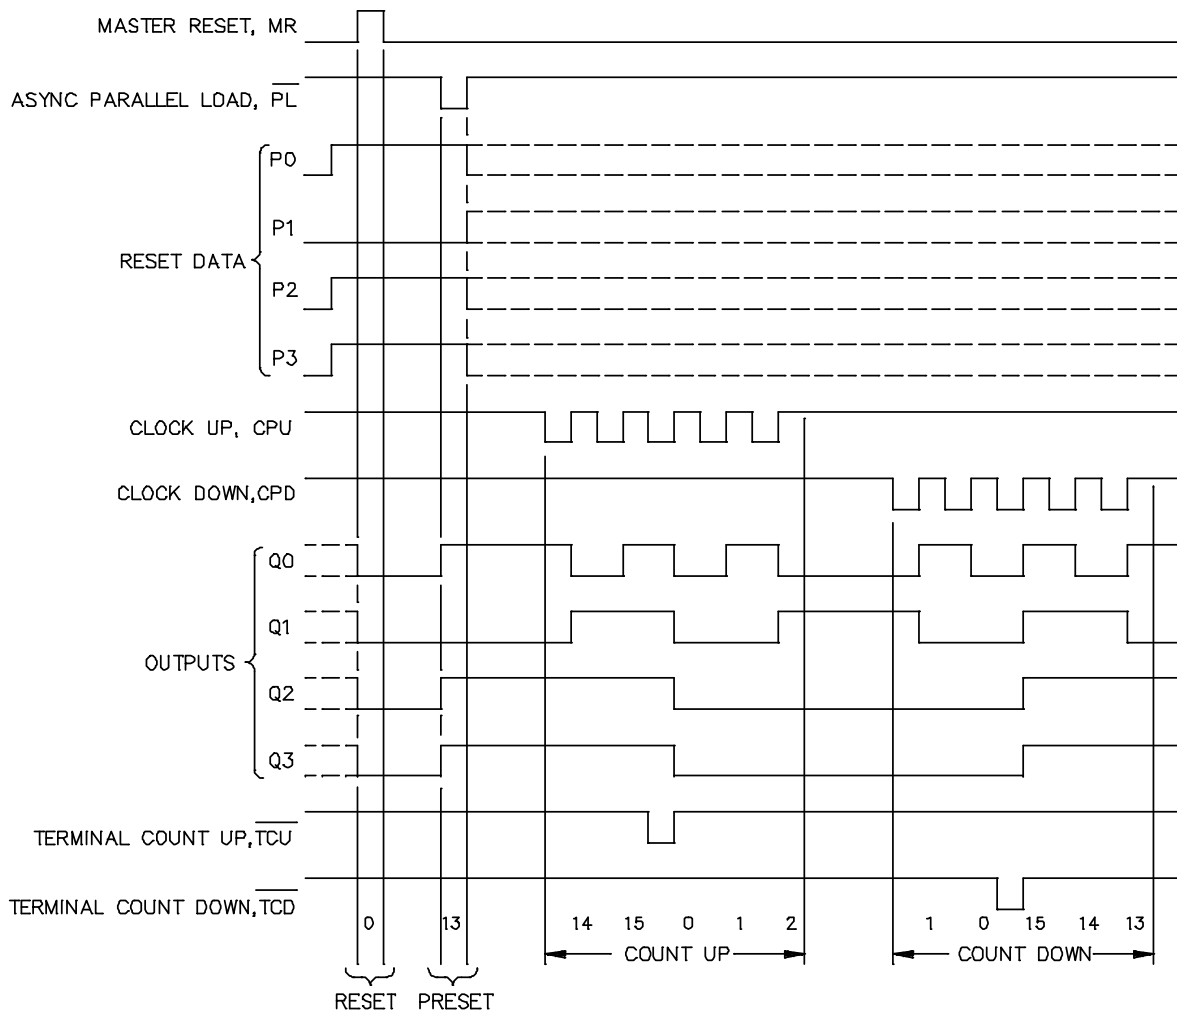 MASTER RESET, MR
ASYNC PARALLEL LOAD, PL
P0
P1
RESET DATA
P2
P3
CLOCK UP, CPU
CLOCK DOWN,CPD
Q0
Q1
OUTPUTS
Q2
Q3
TERMINAL COUNT UP,TCU
TERMINAL COUNT DOWN,TCD
0 13 14 15 0 1 2 1 0 15 14 13
COUNT UP COUNT DOWN
RESET PRESET